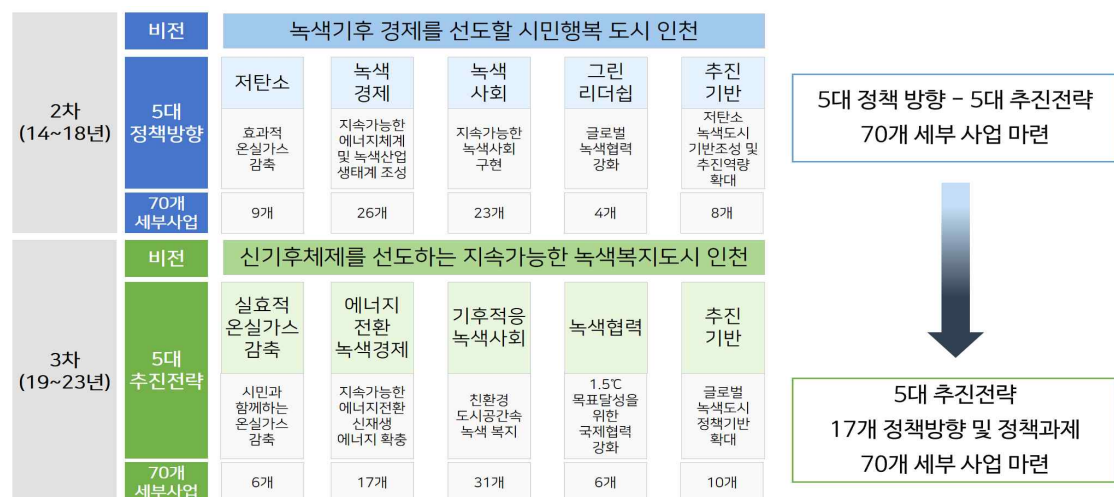 비전
녹색기후 경제를 선도할 시민행복 도시 인천
2차
(14~18년)
5대
정책방향
저탄소
녹색
경제
녹색
사회
그린
리더쉽
추진
기반
효과적
온실가스
감축
지속가능한
에너지체계
및 녹색산업
생태계 조성
지속가능한
녹색사회
구현
글로벌
녹색협력
강화
저탄소
녹색도시
기반조성 및
추진역량
확대
70개
세부사업
9개
26개
23개
4개
8개
3차
(19~23년)
비전
신기후체제를 선도하는 지속가능한 녹색복지도시 인천
5대
추진전략
실효적
온실가스
감축
에너지
전환
녹색경제
기후적응
녹색사회
녹색협력
추진
기반
시민과
함께하는
온실가스
감축
지속가능한
에너지전환
신재생
에너지 확충
친환경
도시공간속
녹색 복지
1.5℃
목표달성을
위한
국제협력
강화
글로벌
녹색도시
정책기반
확대
70개
세부사업
6개
17개
31개
6개
10개
5대 정책 방향 – 5대 추진전략
70개 세부 사업 마련
5대 추진전략
17개 정책방향 및 정책과제
70개 세부 사업 마련